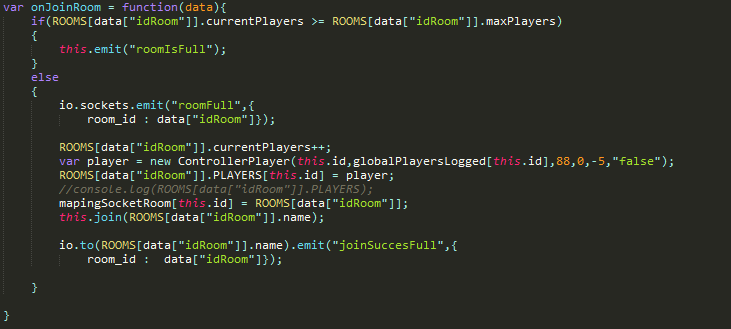 var onJoinRoom = function(data){
if(ROOMS[data["idRoom"]].currentPlayers >= ROOMS[data["idRoom"]].maxPlayers)
{
this.emit("roomIsFull");
}
else
{
io.sockets.emit("roomFull",{
room_id : data["idRoom"]});
ROOMS[data["idRoom"]].currentPlayers++;
var player = new ControllerPlayer(this.id,globalPlayersLogged[this.id],88,0,-5,"false");
ROOMS[data["idRoom"]].PLAYERS[this.id] = player;
//console.log(ROOMS[data["idRoom"]].PLAYERS);
mapingSocketRoom[this.id] = ROOMS[data["idRoom"]];
this.join(ROOMS[data["idRoom"]].name);
io.to(ROOMS[data["idRoom"]].name).emit("joinSuccesFull",{
room_id :  data["idRoom"]});
}
}